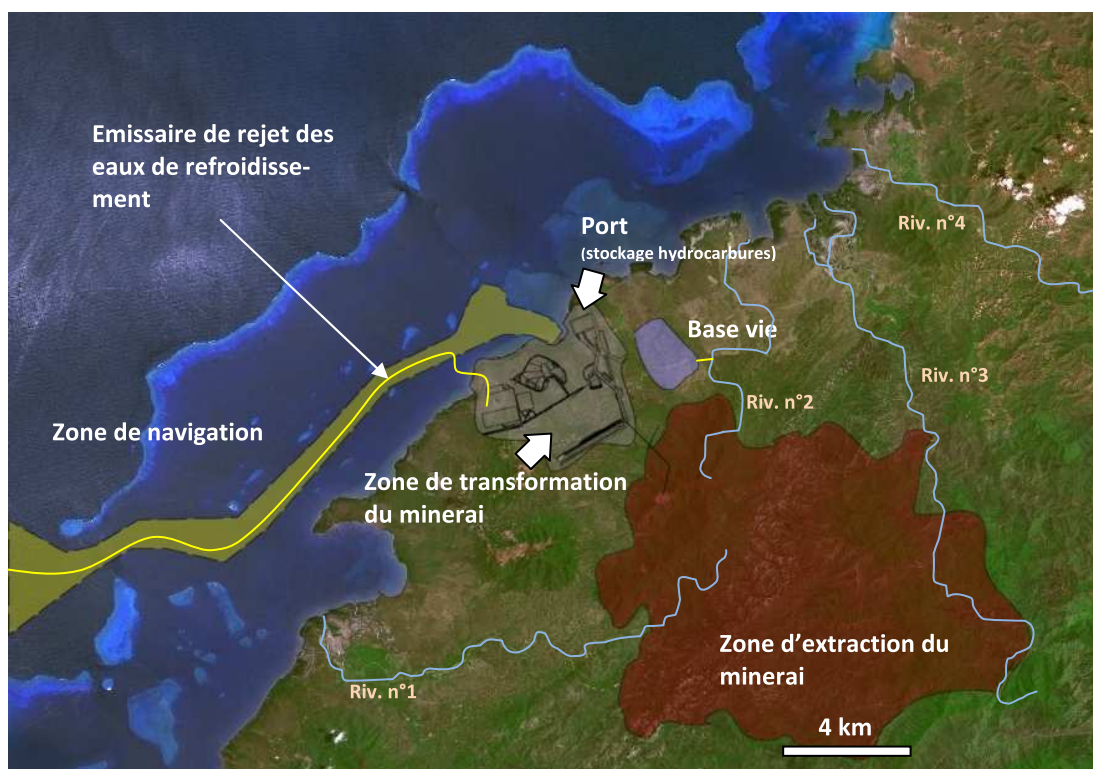 Emissaire de rejet des
eaux de refroidisse-
ment
Port
(stockage hydrocarbures)
Riv. n°4
Base vie
Riv. n°3
Riv. n°2
Zone de navigation
Zone de transformation
du minerai
Zone d'extraction du
minerai
Riv. n°1
4 km